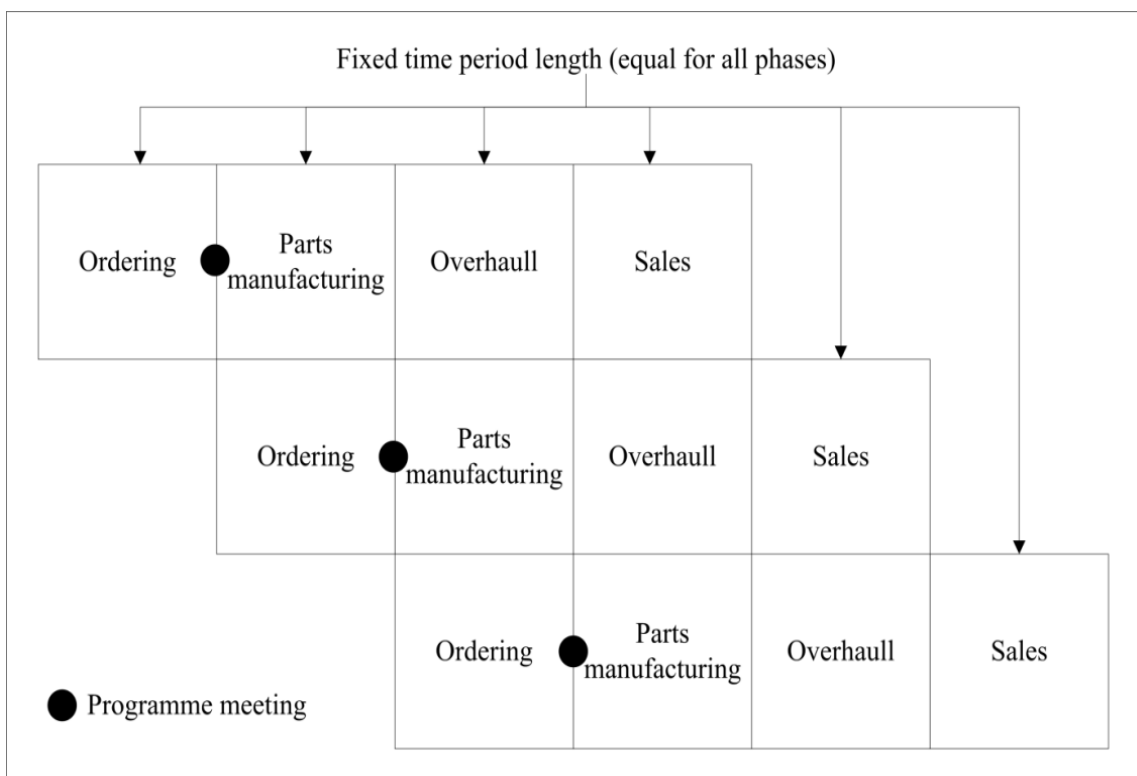 Fixed time period length (equal for all phases)
Ordering
Parts
manufacturing
Overhaull
Sales
Ordering
Parts
manufacturing
Overhaull
Sales
Ordering
Parts
manufacturing
Overhaull
Sales
Programme meeting